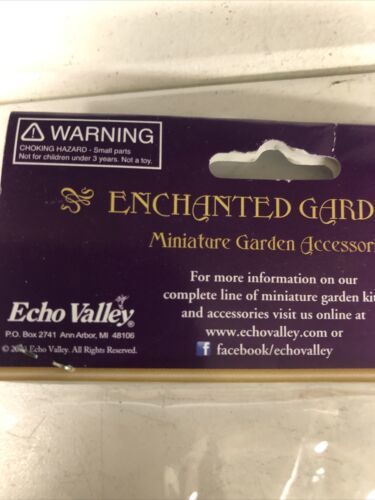 ⚠ WARNING
CHOKING HAZARD - Small parts
Not for children under 3 years. Not a toy.
ENCHANTED GARD
Miniature Garden Accessor
For more information on our
complete line of miniature garden kit
and accessories visit us online at
www.echovalley.com or
f facebook/echovalley
Echo Valley®
P.O. Box 2741 Ann Arbor, MI 48106
© Echo Valley. All Rights Reserved.